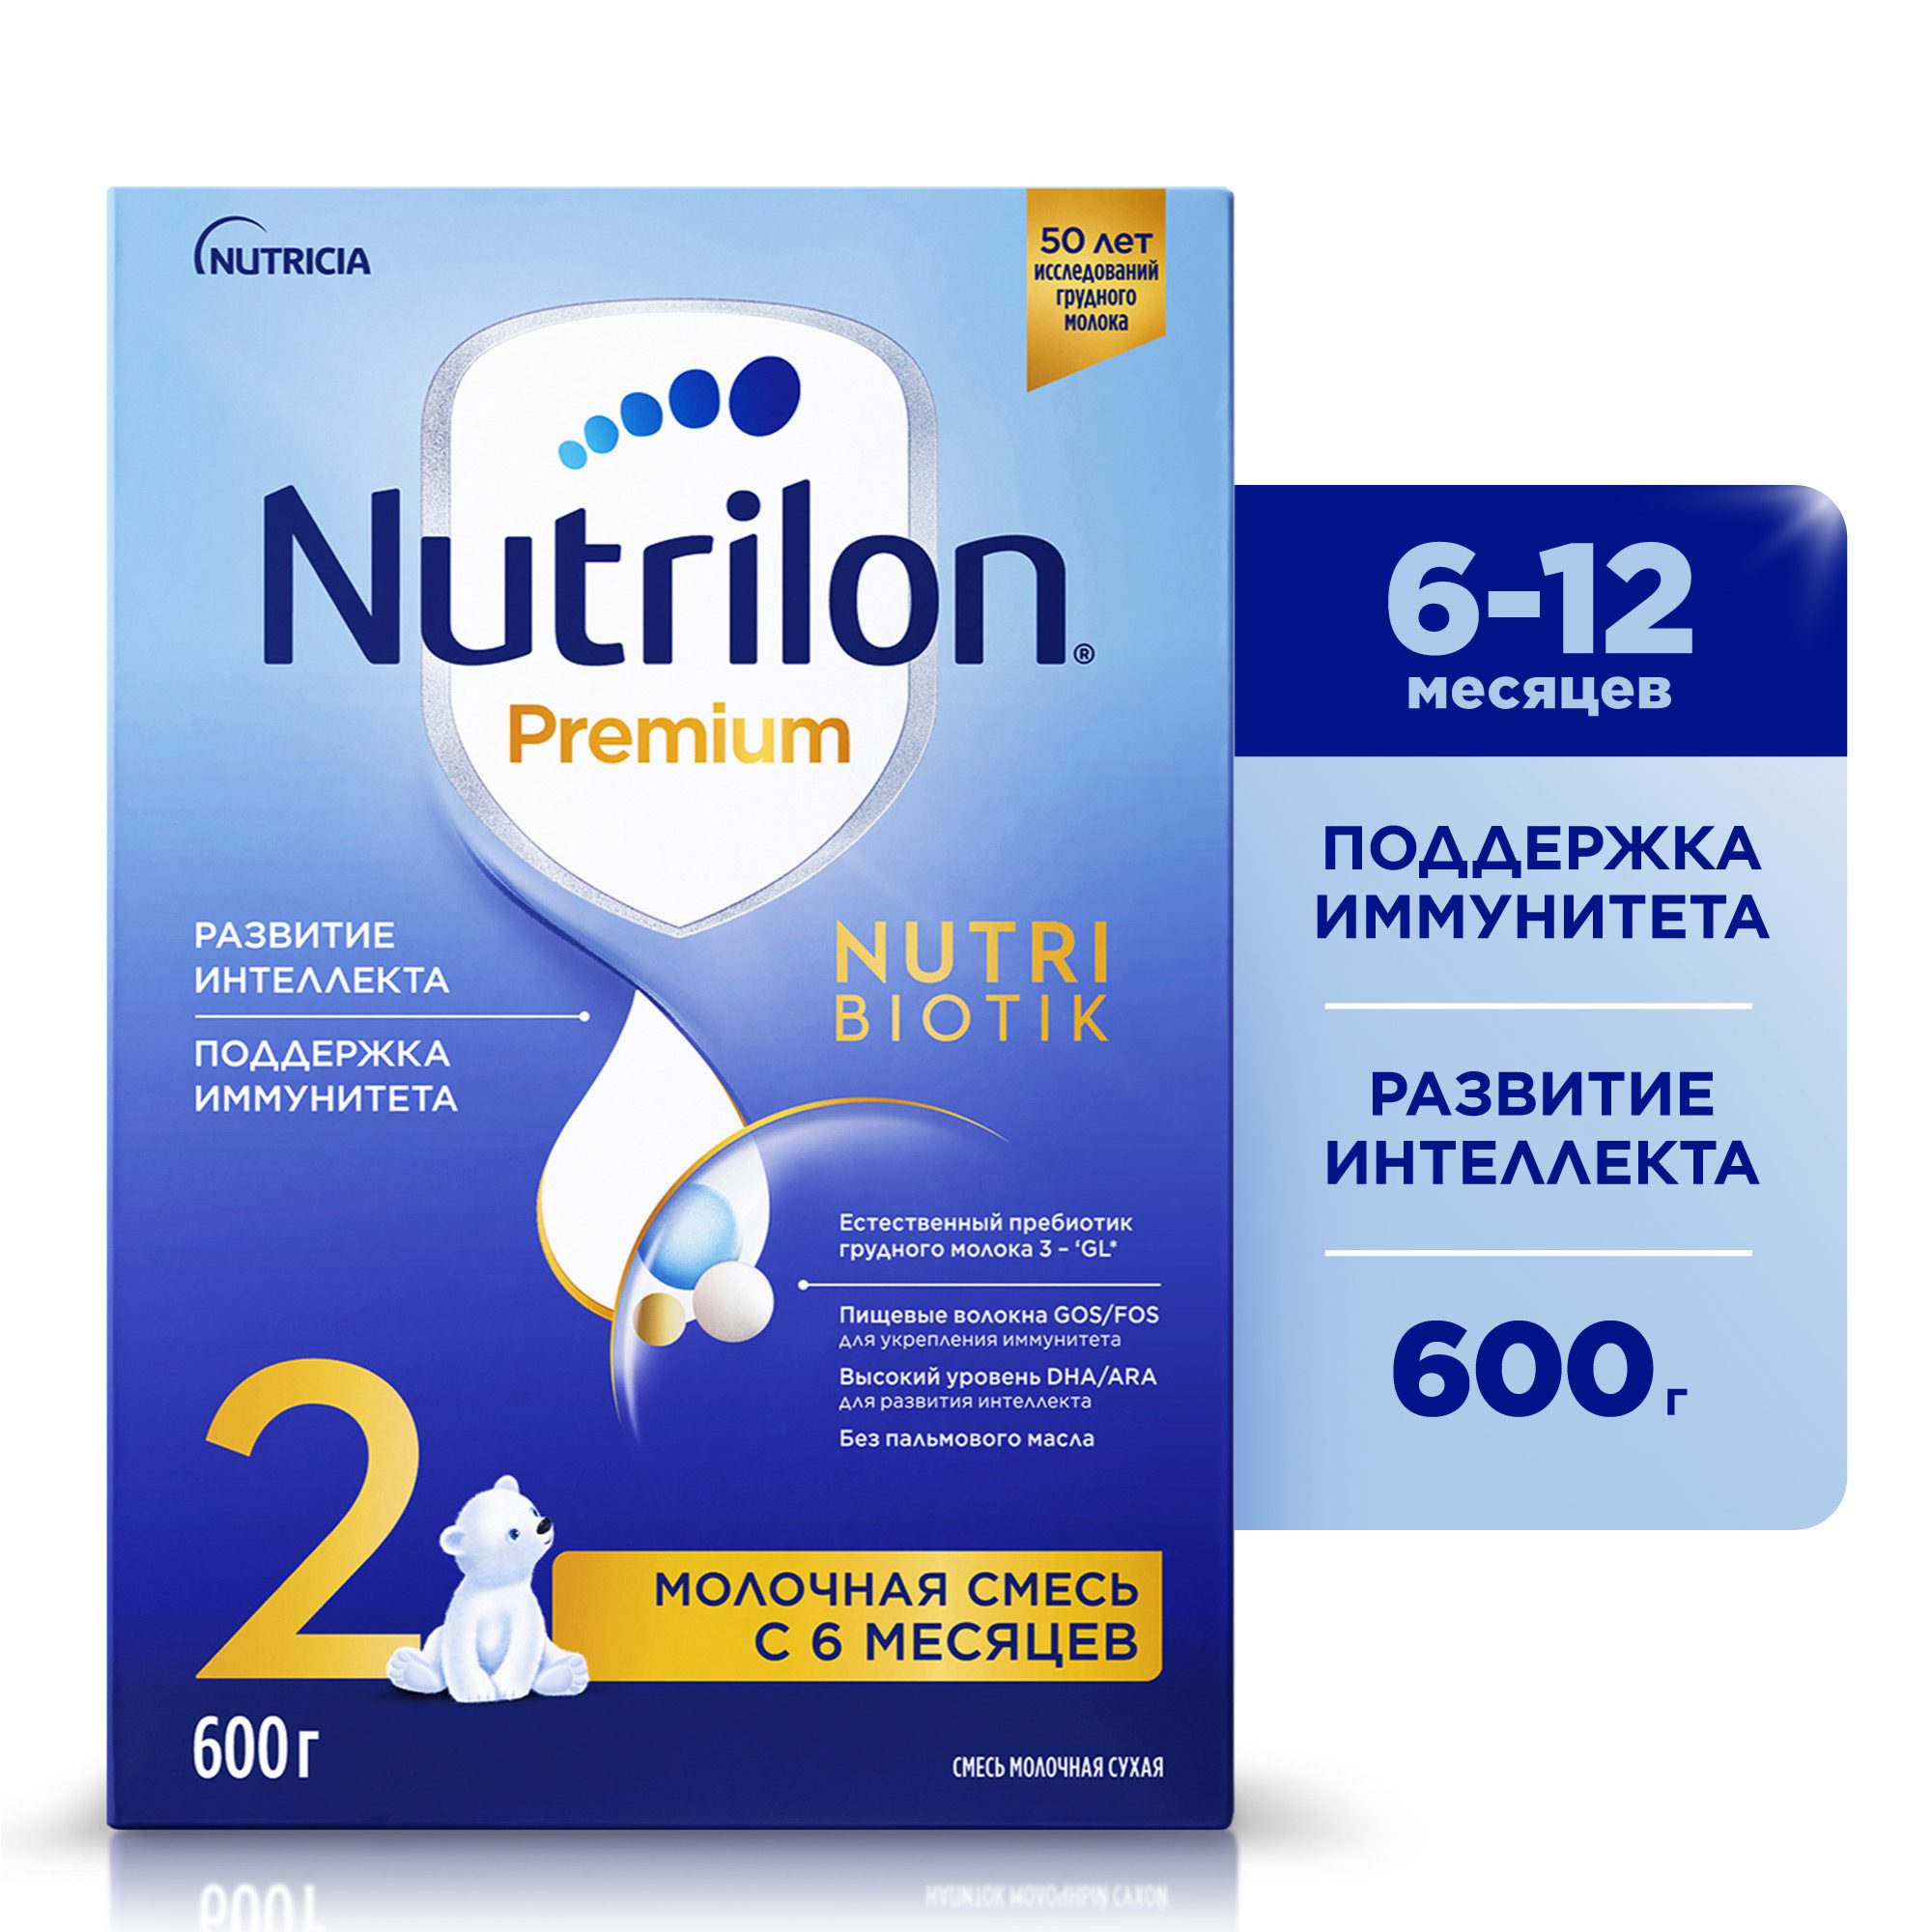 NUTRICIA
50 лет
исследований
грудного
молока
Nutrilon®
Premium
РАЗВИТИЕ
ИНТЕЛЛЕКТА
ПОДДЕРЖКА
ИММУНИТЕТА
NUTRI
BIOTIK
Естественный пребиотик
грудного молока 3 – ‘GL*
Пищевые волокна GOS/FOS
для укрепления иммунитета
Высокий уровень DHA/ARA
для развития интеллекта
Без пальмового масла
2
МОЛОЧНАЯ СМЕСЬ
С 6 МЕСЯЦЕВ
600 г
СМЕСЬ МОЛОЧНАЯ СУХАЯ
6-12
месяцев
ПОДДЕРЖКА
ИММУНИТЕТА
РАЗВИТИЕ
ИНТЕЛЛЕКТА
600 г